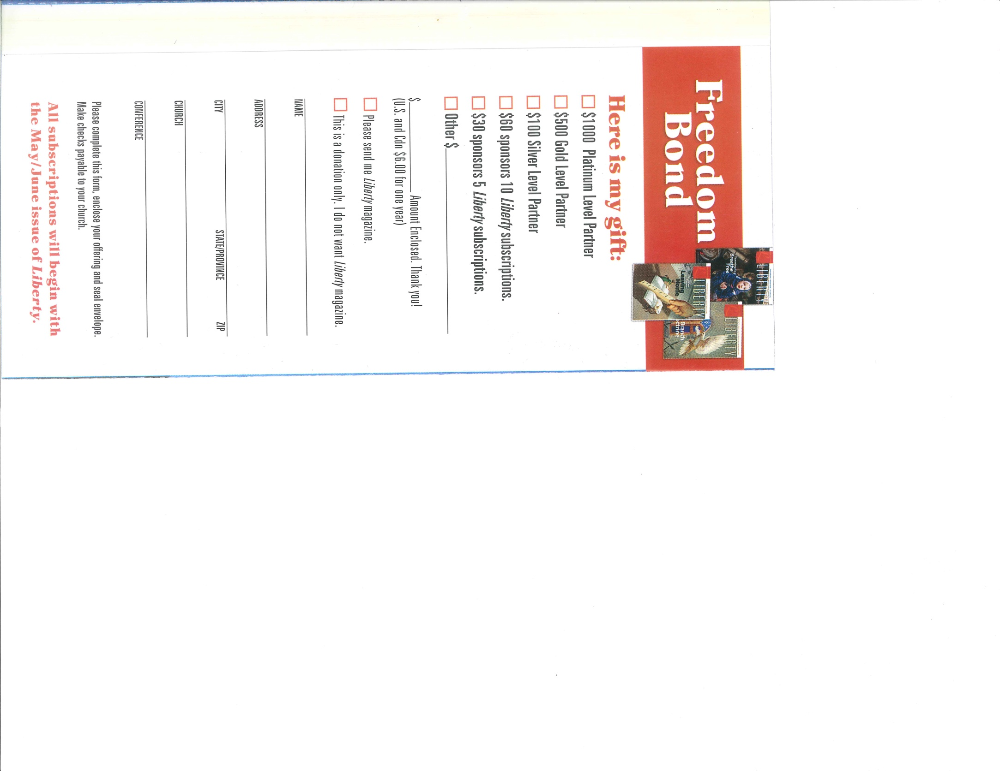 Freedom
Bond
LIBERTY
Breathe
Free
LIBERTY
Leaving
Home
LIBERTY
Branch
Here is my gift:
$1000 Platinum Level Partner
$500 Gold Level Partner
$100 Silver Level Partner
$60 sponsors 10 Liberty subscriptions.
$30 sponsors 5 Liberty subscriptions.
Other $
$ Amount Enclosed. Thank you!
(U.S. and Cdn $6.00 for one year)
Please send me Liberty magazine.
This is a donation only. I do not want Liberty magazine.
NAME
ADDRESS
CITY STATE/PROVINCE ZIP
CHURCH
CONFERENCE
Please complete this form, enclose your offering and seal envelope.
Make checks payable to your church.
All subscriptions will begin with
the May/June issue of Liberty.